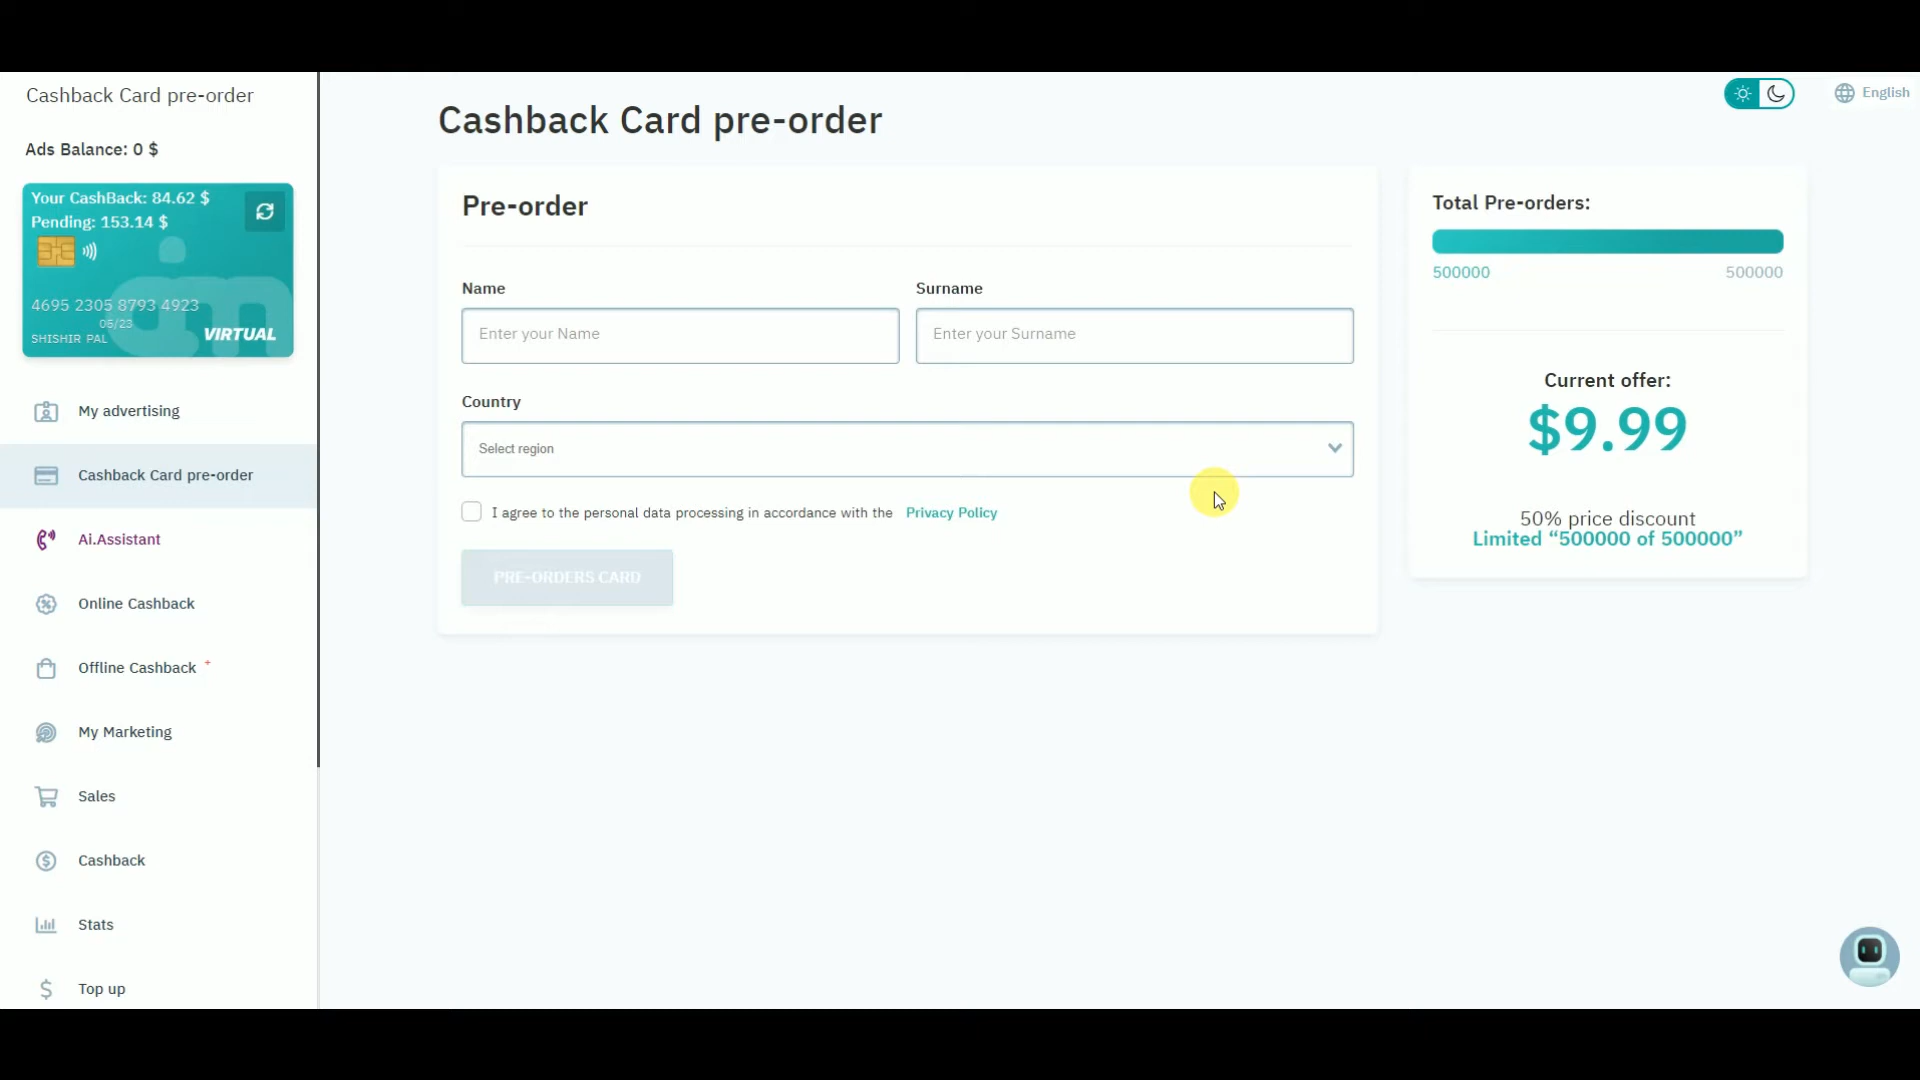 Cashback Card pre-order
Ads Balance: 0 $
Your CashBack: 84.62 $
Pending: 153.14 $
4695 2305 8793 4923
05/23
SHISHIR PAL
VIRTUAL
My advertising
Cashback Card pre-order
Ai.Assistant
Online Cashback
Offline Cashback +
My Marketing
Sales
Cashback
Stats
Top up
Cashback Card pre-order
Pre-order
Name
Surname
Enter your Name
Enter your Surname
Country
Select region
I agree to the personal data processing in accordance with the Privacy Policy
PRE-ORDERS CARD
English
Total Pre-orders:
500000 500000
Current offer:
$9.99
50% price discount
Limited “500000 of 500000”